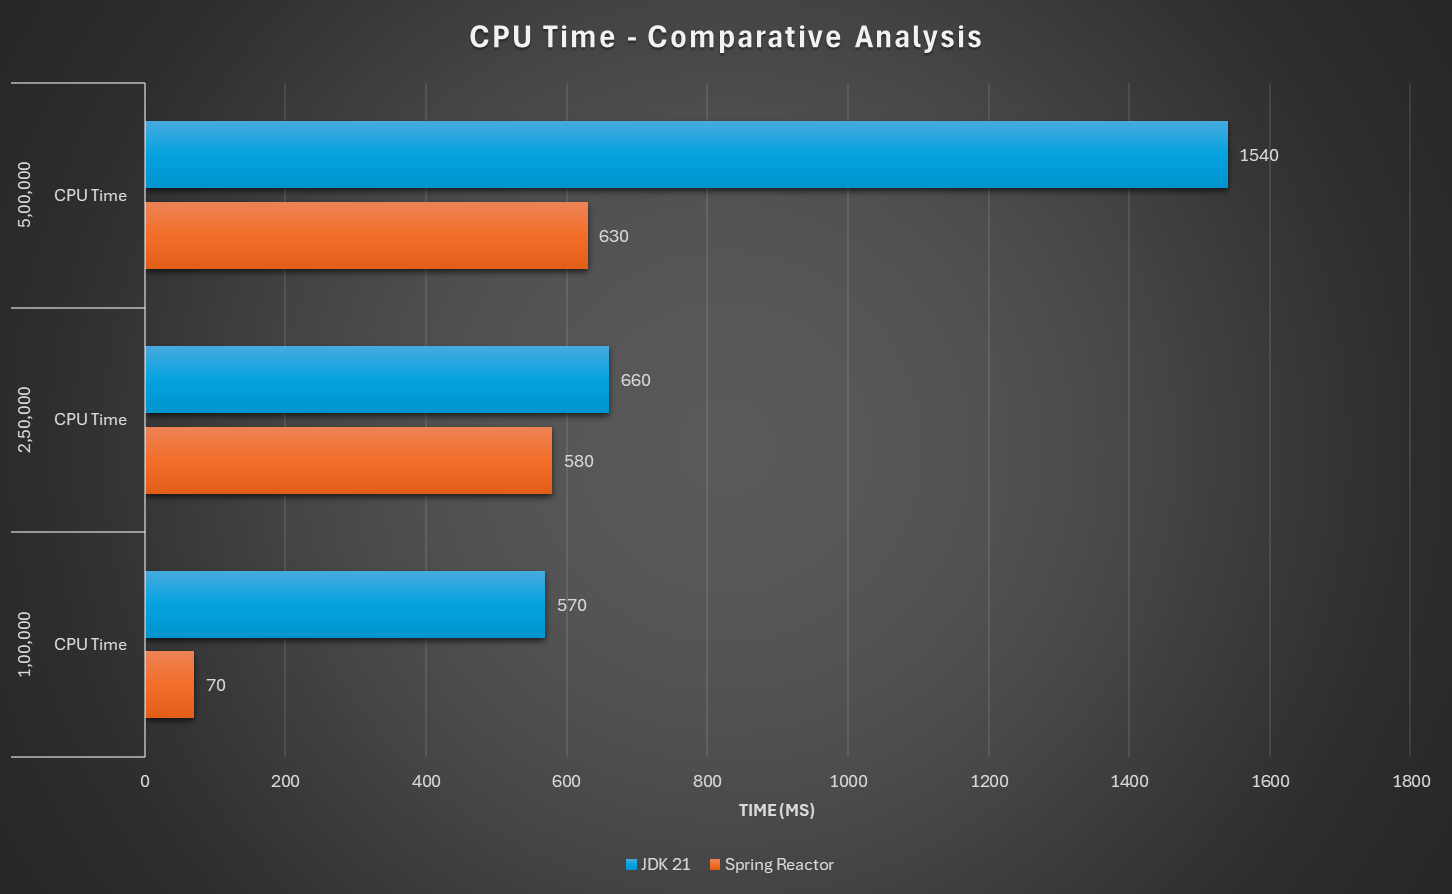 CPU Time - Comparative Analysis
5,00,000
CPU Time
1540
630
2,50,000
CPU Time
660
580
1,00,000
CPU Time
570
70
0 200 400 600 800 1000 1200 1400 1600 1800
TIME (MS)
JDK 21 Spring Reactor